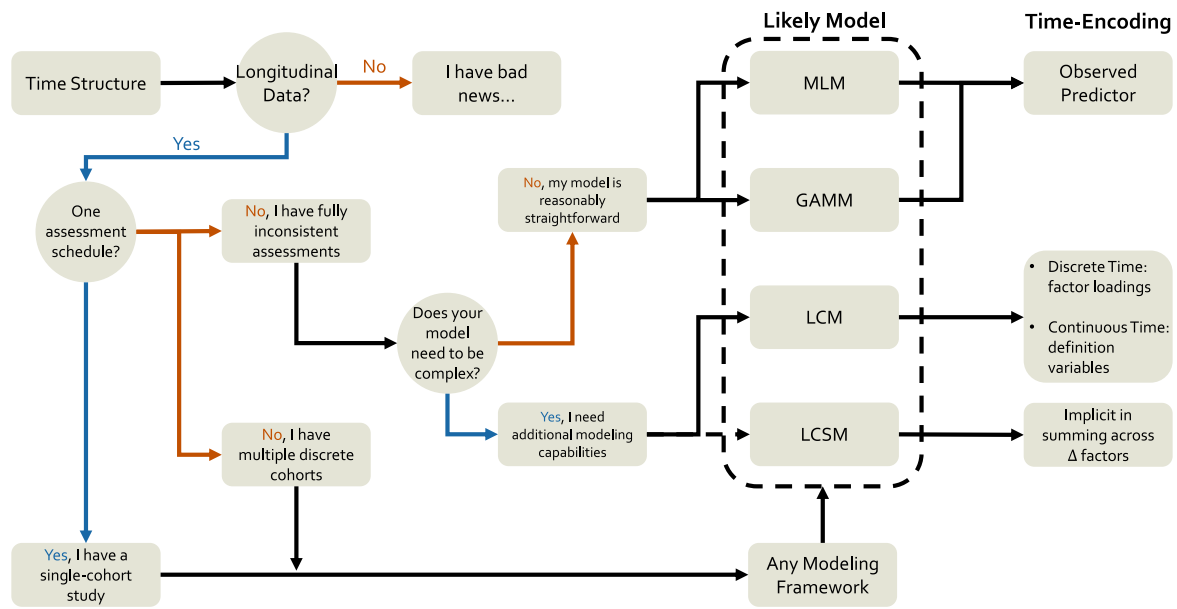 Likely Model
Time-Encoding
Time Structure
Longitudinal
Data?
No
I have bad
news...
MLM
Observed
Predictor
Yes
One
assessment
schedule?
No, I have fully
inconsistent
assessments
No, my model is
reasonably
straightforward
GAMM
Does your
model
need to be
complex?
LCM
• Discrete Time:
factor loadings
• Continuous Time:
definition
variables
No, I have
multiple discrete
cohorts
Yes, I need
additional modeling
capabilities
LCSM
Implicit in
summing across
Δ factors
Yes, I have a
single-cohort
study
Any Modeling
Framework